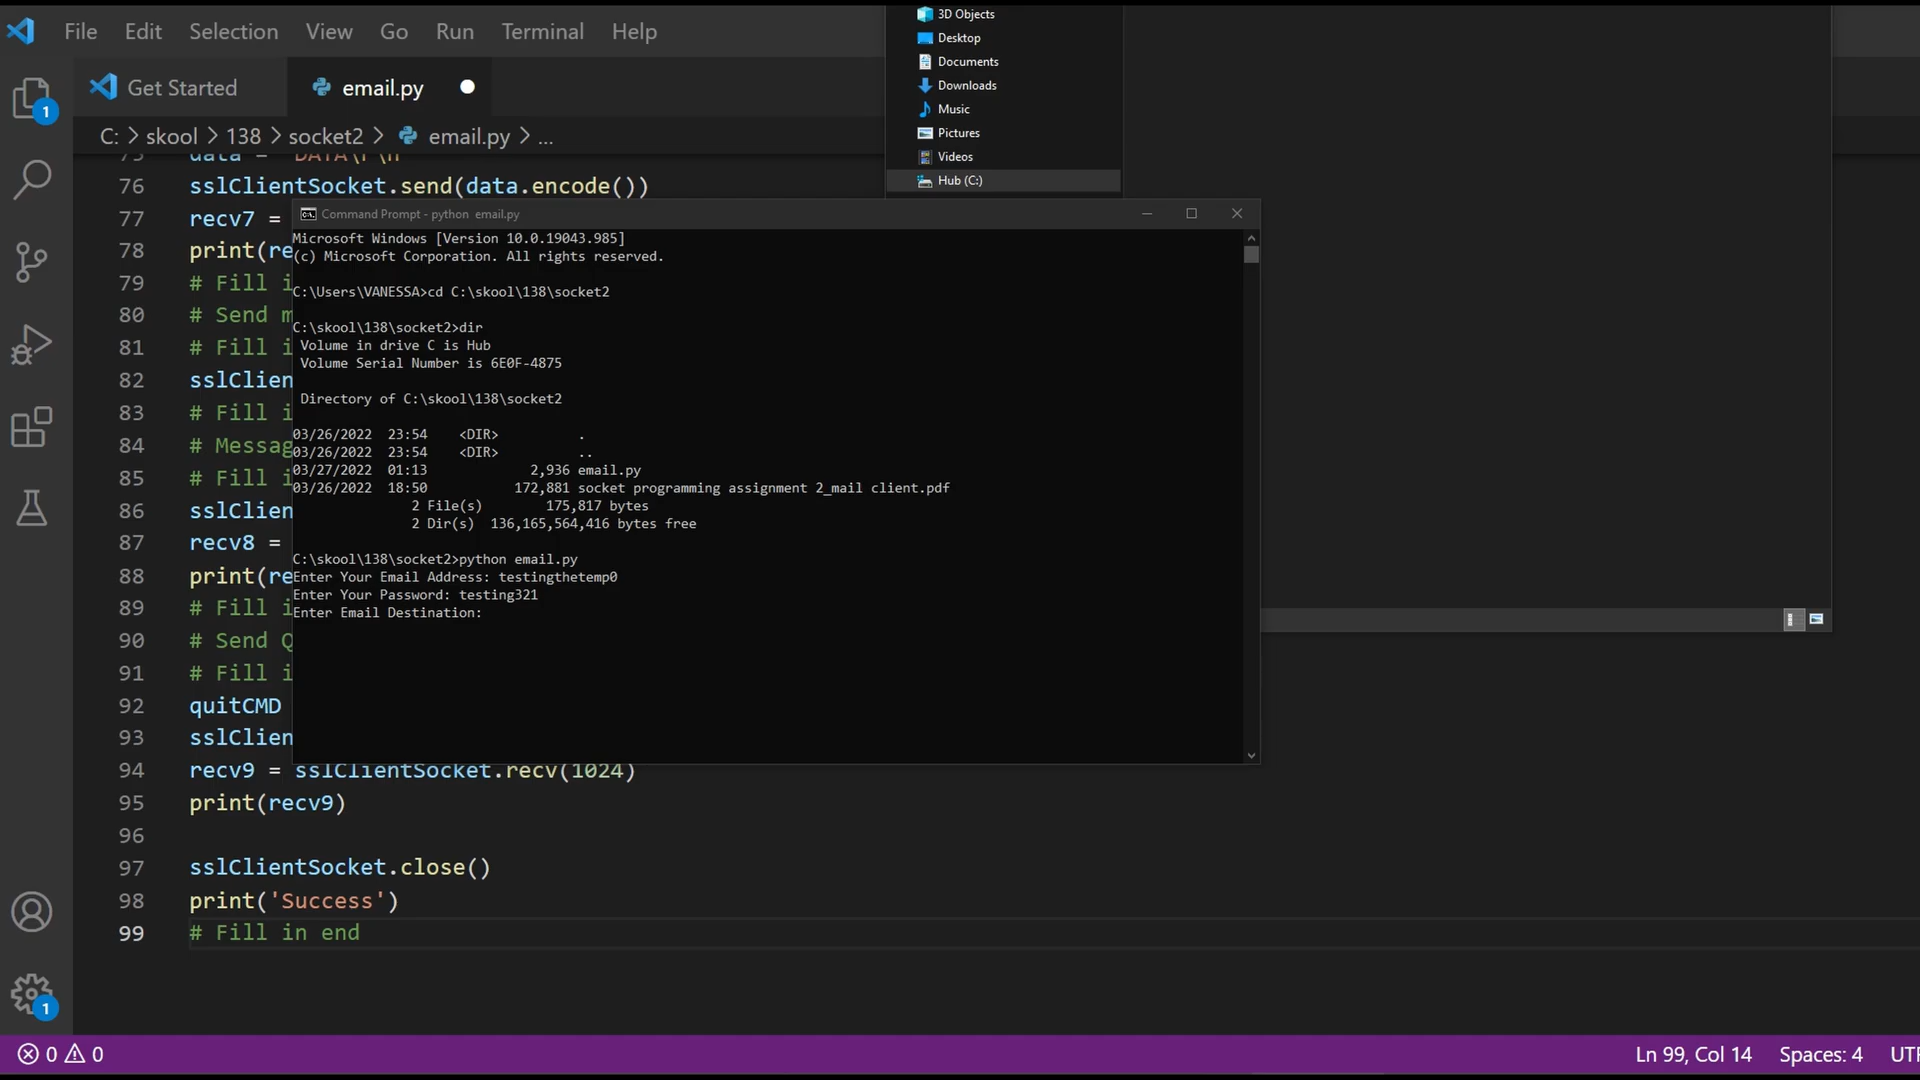 File Edit Selection View Go Run Terminal Help
Get Started
email.py
C: > skool > 138 > socket2 > email.py > ...
3D Objects
Desktop
Documents
Downloads
Music
Pictures
Videos
Hub (C:)
76 sslClientSocket.send(data.encode())
77 recv7 =
78 print(re
79 # Fill i
80 # Send m
81 # Fill i
82 sslClien
83 # Fill i
84 # Messag
85 # Fill i
86 sslClien
87 recv8 =
88 print(re
89 # Fill i
90 # Send Q
91 # Fill i
92 quitCMD
93 sslClien
94 recv9 = sslClientSocket.recv(1024)
95 print(recv9)
96
97 sslClientSocket.close()
98 print('Success')
99 # Fill in end
Command Prompt - python email.py
Microsoft Windows [Version 10.0.19043.985]
(c) Microsoft Corporation. All rights reserved.
C:\Users\VANESSA>cd C:\skool\138\socket2
C:\skool\138\socket2>dir
Volume in drive C is Hub
Volume Serial Number is 6E0F-4875
Directory of C:\skool\138\socket2
03/26/2022 23:54 <DIR> .
03/26/2022 23:54 <DIR> ..
03/27/2022 01:13 2,936 email.py
03/26/2022 18:50 172,881 socket programming assignment 2_mail client.pdf
2 File(s) 175,817 bytes
2 Dir(s) 136,165,564,416 bytes free
C:\skool\138\socket2>python email.py
Enter Your Email Address: testingthetemp0
Enter Your Password: testing321
Enter Email Destination:
1
1
0 0
Ln 99, Col 14
Spaces: 4